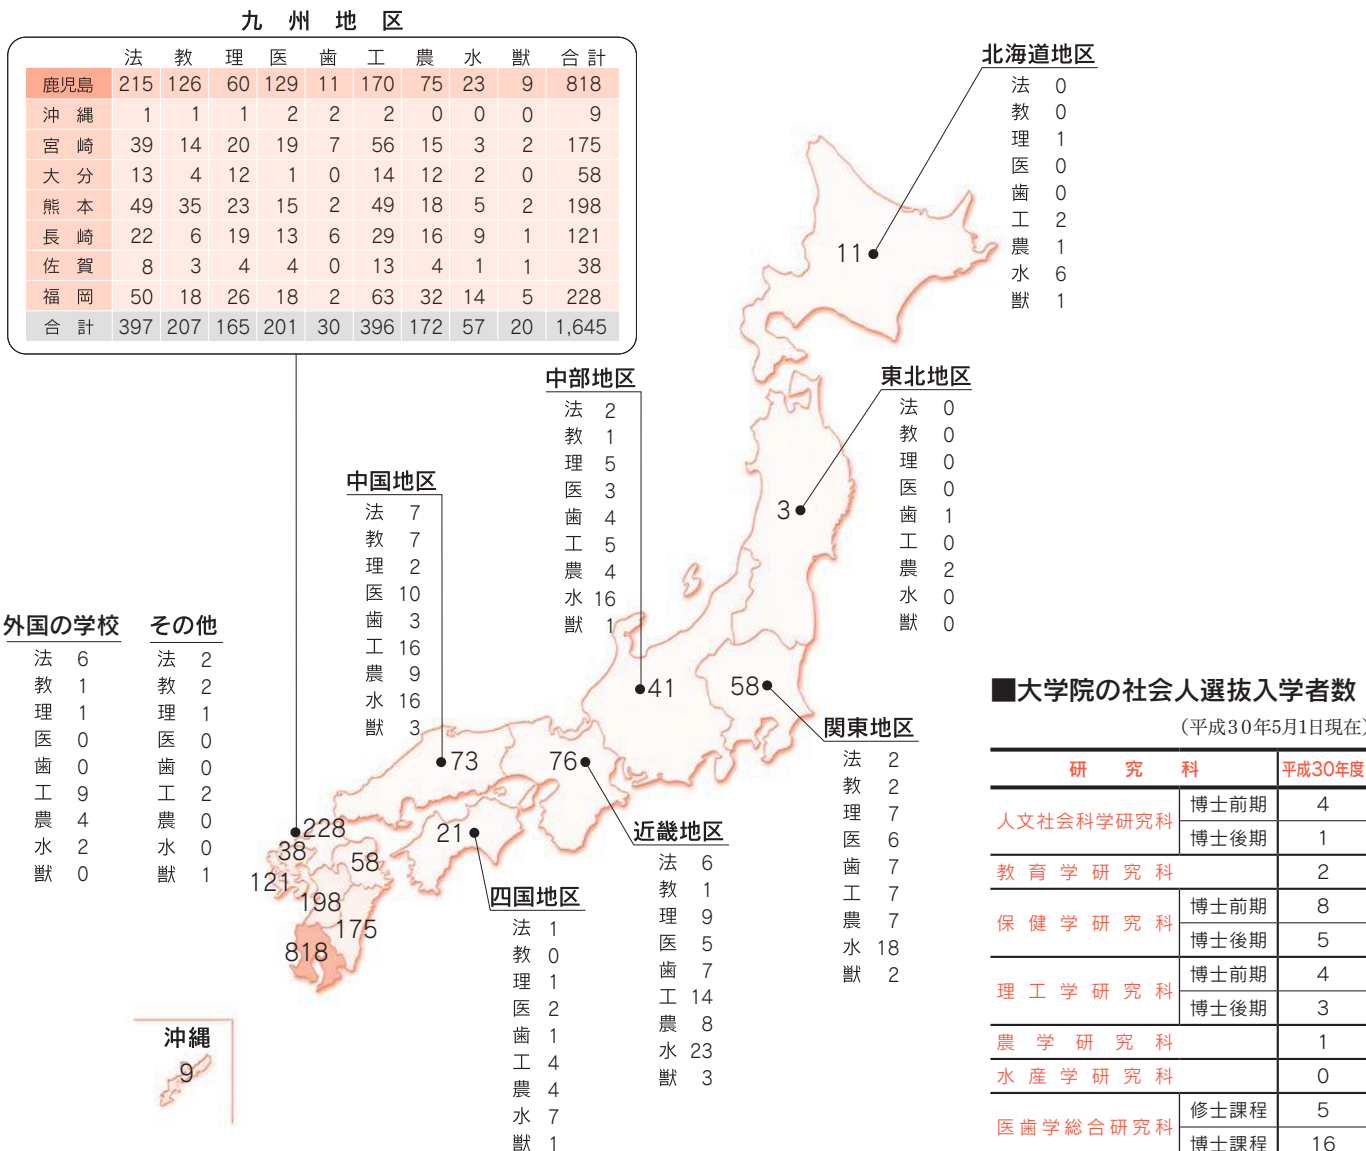 九州地区
法 教 理 医 歯 工 農 水 獣 合計
鹿児島 215 126 60 129 11 170 75 23 9 818
沖縄 1 1 1 2 2 2 0 0 0 9
宮崎 39 14 20 19 7 56 15 3 2 175
大分 13 4 12 1 0 14 12 2 0 58
熊本 49 35 23 15 2 49 18 5 2 198
長崎 22 6 19 13 6 29 16 9 1 121
佐賀 8 3 4 4 0 13 4 1 1 38
福岡 50 18 26 18 2 63 32 14 5 228
合計 397 207 165 201 30 396 172 57 20 1,645
北海道地区
法 0
教 0
理 1
医 0
歯 0
工 2
農 1
水 6
獣 1
11
東北地区
法 0
教 0
理 0
医 0
歯 1
工 0
農 2
水 0
獣 0
3
中部地区
法 2
教 1
理 5
医 3
歯 4
工 5
農 4
水 16
獣 1
41
中国地区
法 7
教 7
理 2
医 10
歯 3
工 16
農 9
水 16
獣 3
73
外国の学校
法 6
教 1
理 1
医 0
歯 0
工 9
農 4
水 2
獣 0
その他
法 2
教 2
理 1
医 0
歯 0
工 2
農 0
水 0
獣 1
58
関東地区
法 2
教 2
理 7
医 6
歯 7
工 7
農 7
水 18
獣 2
76
近畿地区
法 6
教 1
理 9
医 5
歯 7
工 14
農 8
水 23
獣 3
21
四国地区
法 1
教 0
理 1
医 2
歯 1
工 4
農 4
水 7
獣 1
228
38
58
121
198
175
818
沖縄
9
■大学院の社会人選抜入学者数
(平成30年5月1日現在)
研究科 平成30年度
人文社会科学研究科 博士前期 4
博士後期 1
教育学研究科 2
保健学研究科 博士前期 8
博士後期 5
理工学研究科 博士前期 4
博士後期 3
農学研究科 1
水産学研究科 0
医歯学総合研究科 修士課程 5
博士課程 16